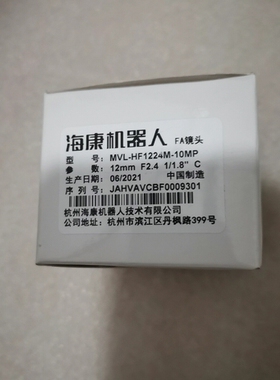 海康机器人 FA镜头
型 号: MVL-HF1224M-10MP
参 数: 12mm F2.4 1/1.8" C
生产日期: 06/2021 中国制造
序 列 号: JAHVAVCBF0009301
杭州海康机器人技术有限公司
公司地址: 杭州市滨江区丹枫路399号